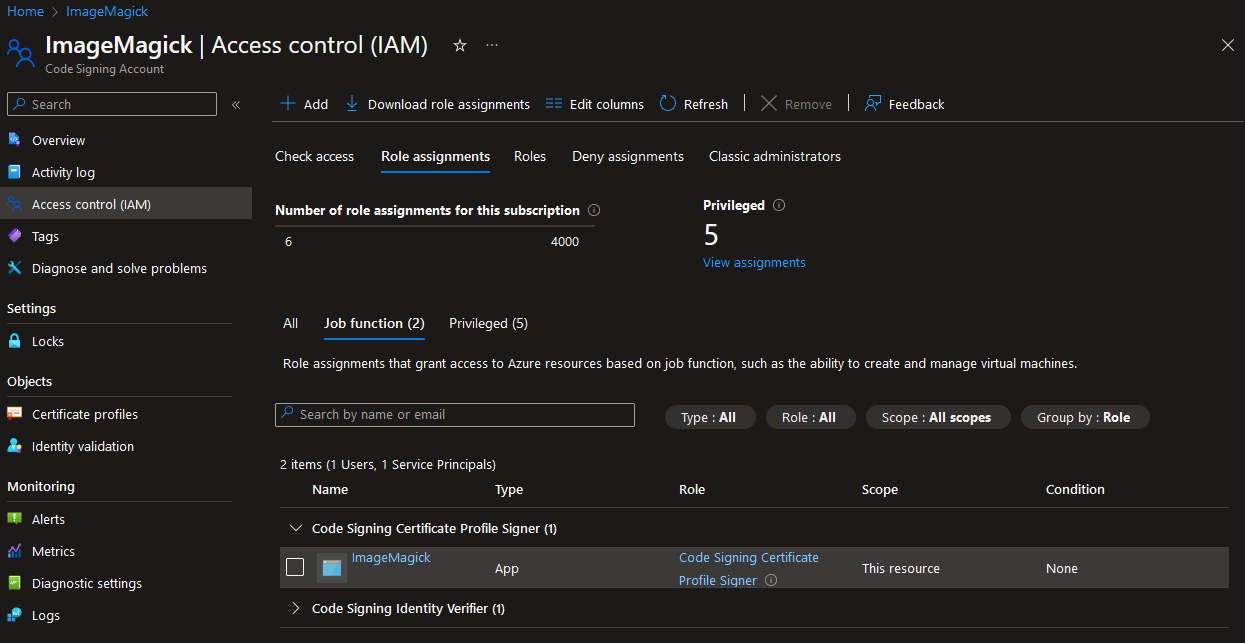 Home > ImageMagick
ImageMagick | Access control (IAM)
Code Signing Account
Search
Overview
Activity log
Access control (IAM)
Tags
Diagnose and solve problems
Settings
Locks
Objects
Certificate profiles
Identity validation
Monitoring
Alerts
Metrics
Diagnostic settings
Logs
Add Download role assignments Edit columns Refresh Remove Feedback
Check access Role assignments Roles Deny assignments Classic administrators
Number of role assignments for this subscription
6 4000
Privileged
5
View assignments
All Job function (2) Privileged (5)
Role assignments that grant access to Azure resources based on job function, such as the ability to create and manage virtual machines.
Search by name or email Type : All Role : All Scope : All scopes Group by : Role
2 items (1 Users, 1 Service Principals)
Name Type Role Scope Condition
Code Signing Certificate Profile Signer (1)
ImageMagick App Code Signing Certificate This resource None
Profile Signer
Code Signing Identity Verifier (1)